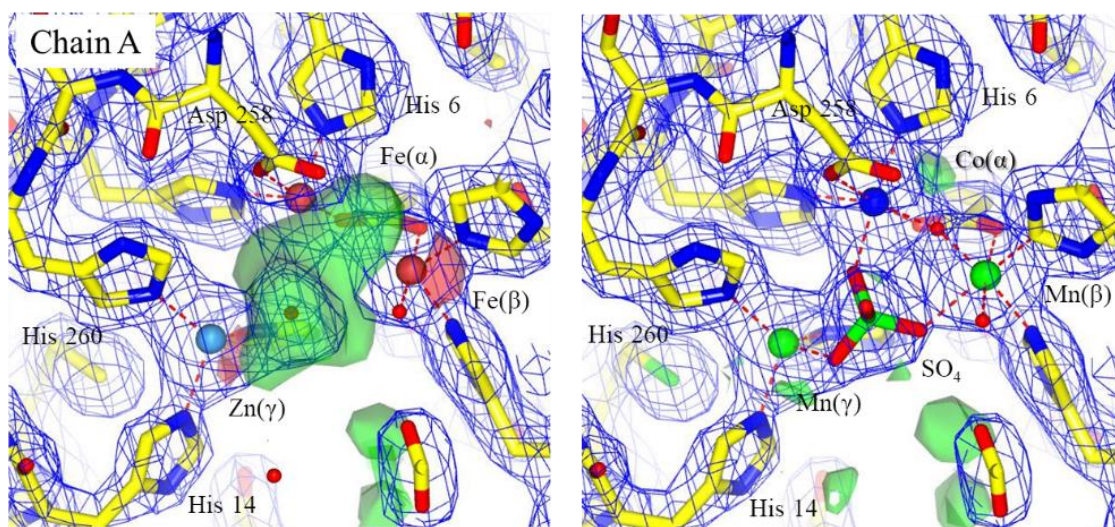 Chain A
His 6
Asp 258
Fe(α)
Fe(β)
His 260
Zn(γ)
His 14
His 6
Asp 258
Co(α)
Mn(β)
His 260
SO₄
Mn(γ)
His 14